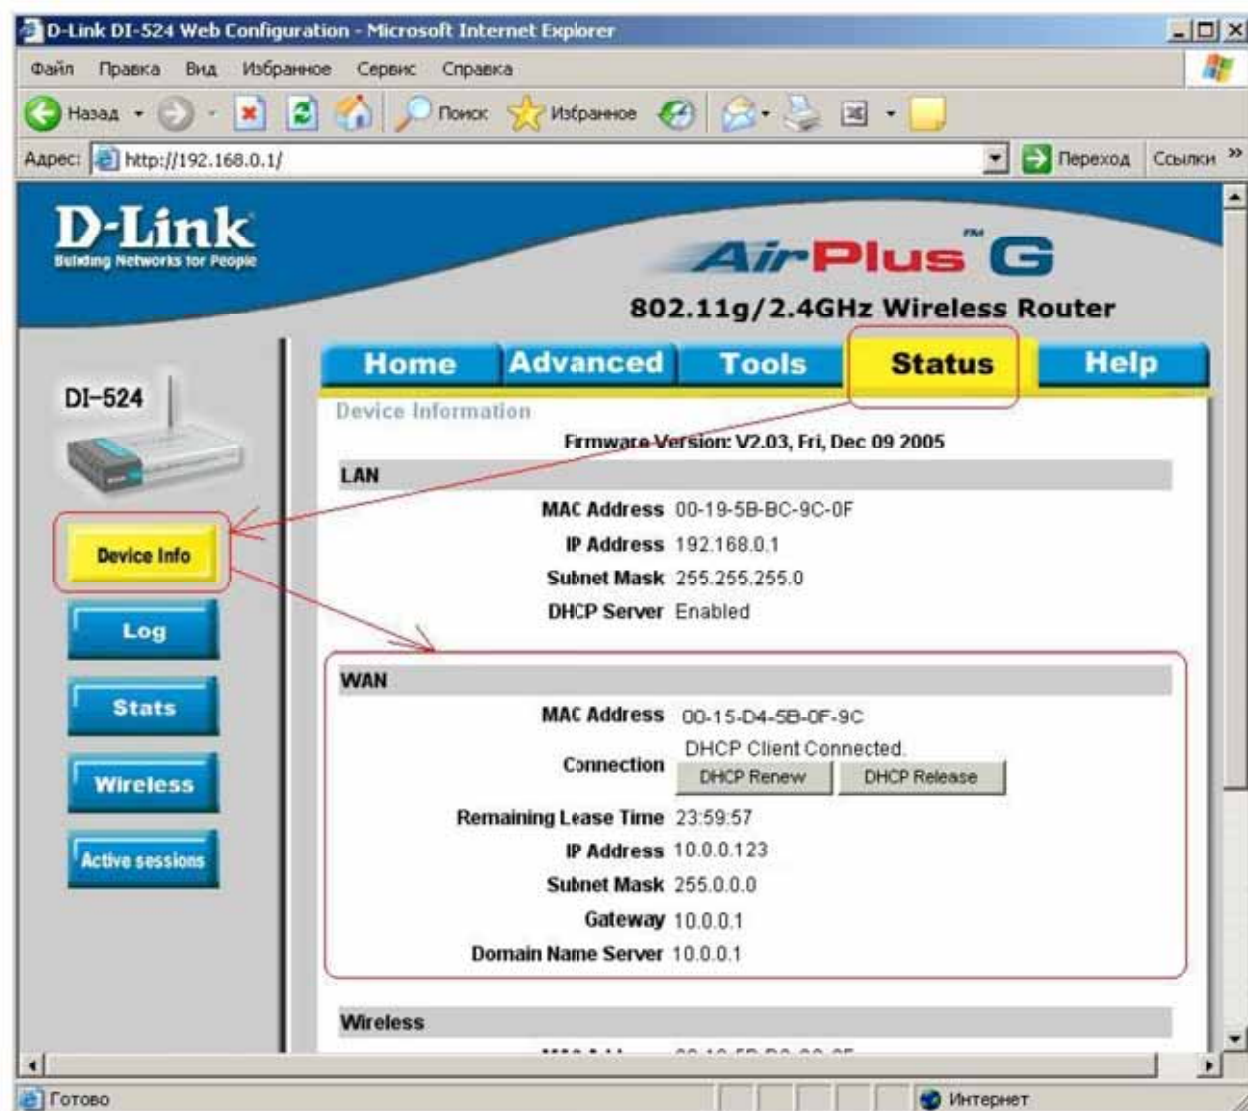 D-Link DI-524 Web Configuration - Microsoft Internet Explorer
Файл Правка Вид Избранное Сервис Справка
Назад Поиск Избранное
Адрес: http://192.168.0.1/ Переход Ссылки »
D-Link
Building Networks for People
AirPlus G ™
802.11g/2.4GHz Wireless Router
Home Advanced Tools Status Help
DI-524
Device Info
Log
Stats
Wireless
Active sessions
Device Information
Firmware Version: V2.03, Fri, Dec 09 2005
LAN
MAC Address 00-19-5B-BC-9C-0F
IP Address 192.168.0.1
Subnet Mask 255.255.255.0
DHCP Server Enabled
WAN
MAC Address 00-15-D4-5B-0F-9C
Connection DHCP Client Connected.
DHCP Renew DHCP Release
Remaining Lease Time 23:59:57
IP Address 10.0.0.123
Subnet Mask 255.0.0.0
Gateway 10.0.0.1
Domain Name Server 10.0.0.1
Wireless
Готово Интернет